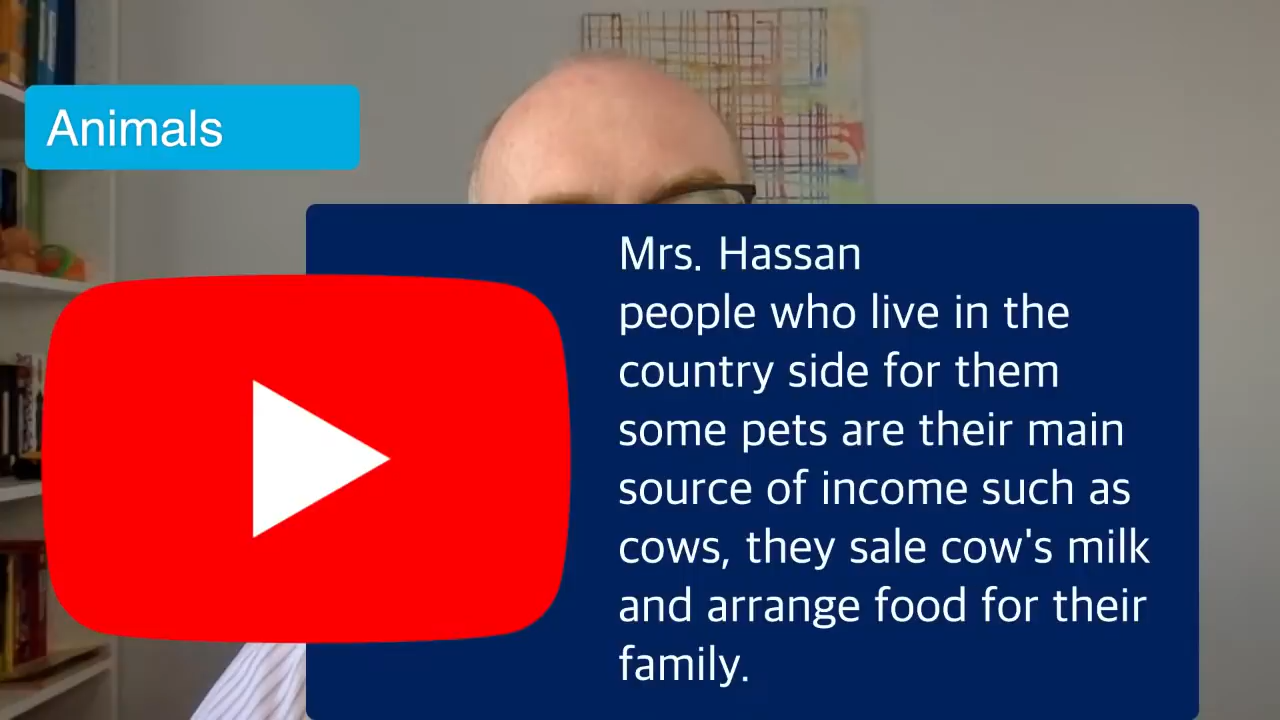 Animals
Mrs. Hassan
people who live in the
country side for them
some pets are their main
source of income such as
cows, they sale cow's milk
and arrange food for their
family.